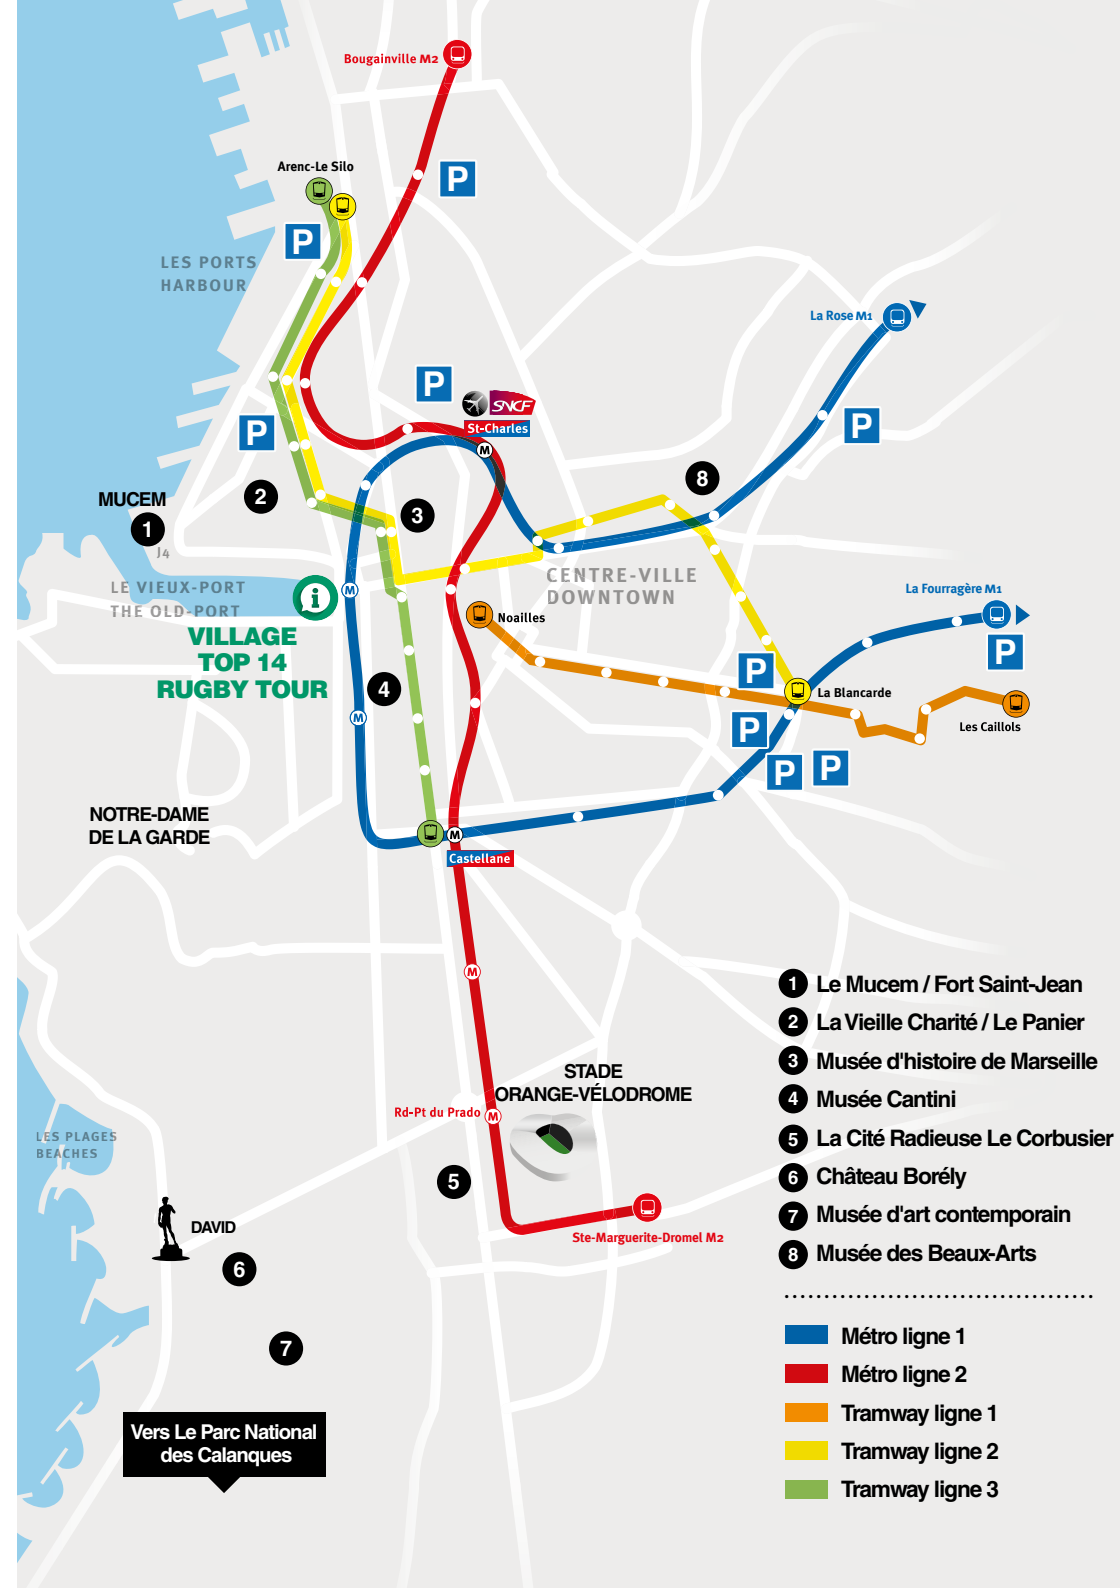 Bougainville M2
P
Arenc-Le Silo
P
LES PORTS
HARBOUR
La Rose M1
P
SNCF
St-Charles
M
P
P
8
2
3
MUCEM
1
J4
CENTRE-VILLE
DOWNTOWN
LE VIEUX-PORT
THE OLD-PORT
i
M
La Fourragère M1
P
Noailles
VILLAGE
TOP 14
RUGBY TOUR
4
M
P
La Blancarde
Les Caillols
P
P
P
NOTRE-DAME
DE LA GARDE
M
Castellane
M
1 Le Mucem / Fort Saint-Jean
2 La Vieille Charité / Le Panier
3 Musée d'histoire de Marseille
4 Musée Cantini
5 La Cité Radieuse Le Corbusier
6 Château Borély
7 Musée d'art contemporain
8 Musée des Beaux-Arts
STADE
ORANGE-VÉLODROME
Rd-Pt du Prado
M
LES PLAGES
BEACHES
5
DAVID
Ste-Marguerite-Dromel M2
6
7
Métro ligne 1
Métro ligne 2
Tramway ligne 1
Tramway ligne 2
Tramway ligne 3
Vers Le Parc National
des Calanques